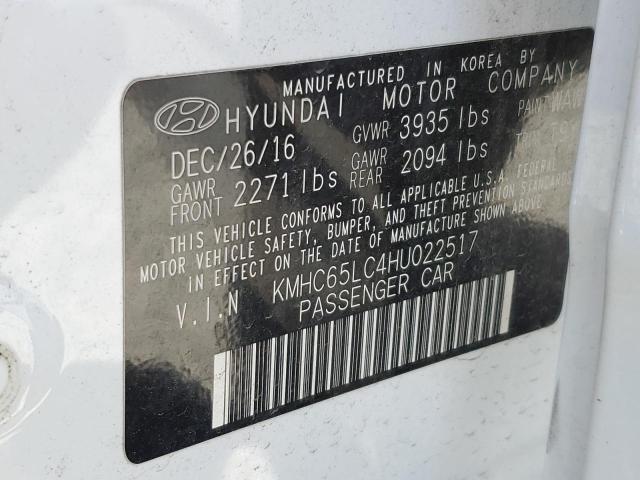 MANUFACTURED IN KOREA BY
HYUNDAI MOTOR COMPANY
DEC/26/16 GVWR 3935 lbs PAINT
GAWR FRONT 2271 lbs GAWR REAR 2094 lbs
THIS VEHICLE CONFORMS TO ALL APPLICABLE U.S.A. FEDERAL
MOTOR VEHICLE SAFETY, BUMPER, AND THEFT PREVENTION STANDARDS
IN EFFECT ON THE DATE OF MANUFACTURE SHOWN ABOVE.
V.I.N KMHC65LC4HU022517
PASSENGER CAR